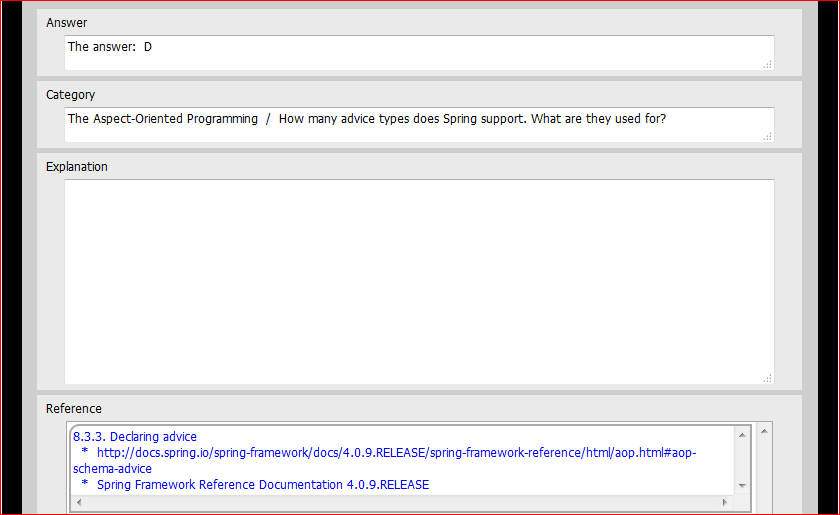 Answer
The answer:  D
Category
The Aspect-Oriented Programming  /  How many advice types does Spring support. What are they used for?
Explanation
Reference
8.3.3. Declaring advice
*  http://docs.spring.io/spring-framework/docs/4.0.9.RELEASE/spring-framework-reference/html/aop.html#aop-
schema-advice
*  Spring Framework Reference Documentation 4.0.9.RELEASE